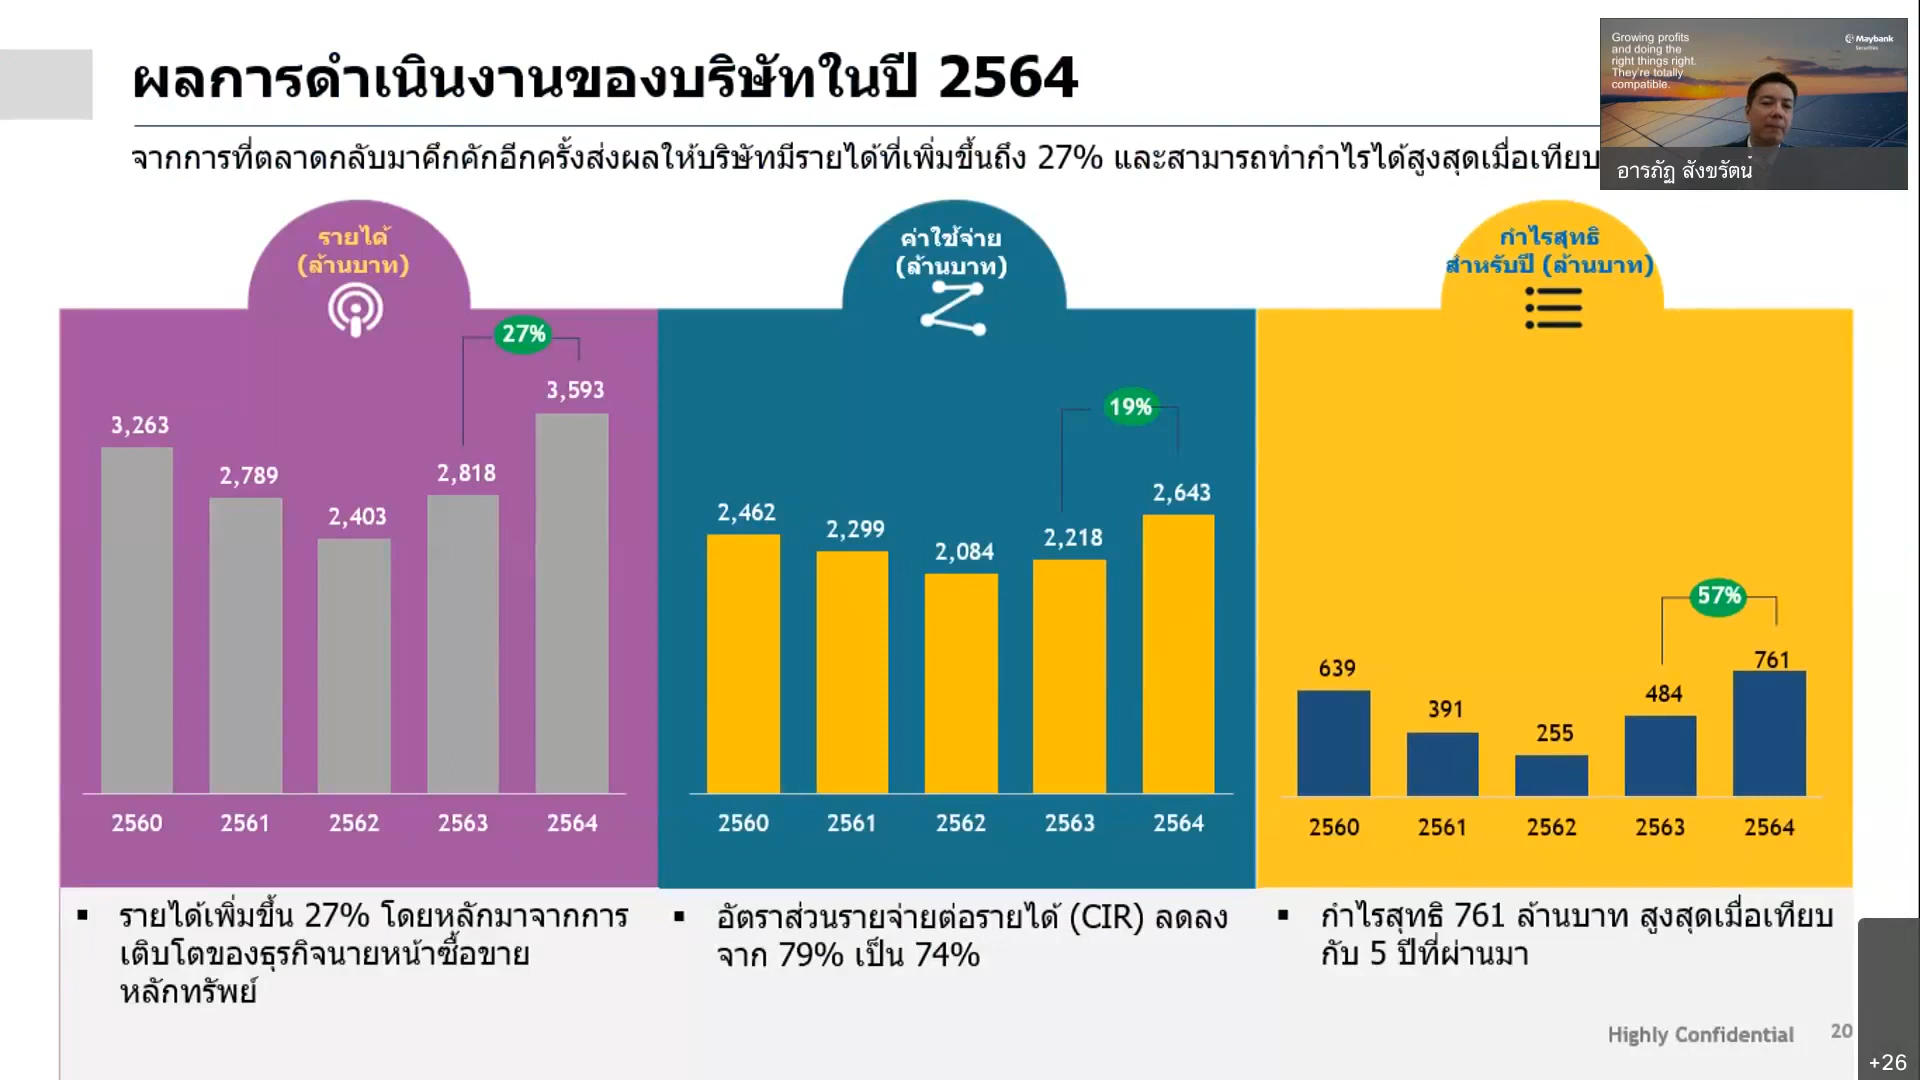 ผลการดำเนินงานของบริษัทในปี 2564
จากการที่ตลาดกลับมาคึกคักอีกครั้งส่งผลให้บริษัทมีรายได้ที่เพิ่มขึ้นถึง 27% และสามารถทำกำไรได้สูงสุดเมื่อเทียบ
Growing profits
and doing the
right things right.
They're totally
compatible.
Maybank
Securities
อารภัฏ สังขรัตน์
รายได้
(ล้านบาท)
27%
3,263
2,789
2,403
2,818
3,593
2560
2561
2562
2563
2564
ค่าใช้จ่าย
(ล้านบาท)
19%
2,462
2,299
2,084
2,218
2,643
2560
2561
2562
2563
2564
กำไรสุทธิ
สำหรับปี (ล้านบาท)
57%
639
391
255
484
761
2560
2561
2562
2563
2564
▪ รายได้เพิ่มขึ้น 27% โดยหลักมาจากการ
เติบโตของธุรกิจนายหน้าซื้อขาย
หลักทรัพย์
▪ อัตราส่วนรายจ่ายต่อรายได้ (CIR) ลดลง
จาก 79% เป็น 74%
▪ กำไรสุทธิ 761 ล้านบาท สูงสุดเมื่อเทียบ
กับ 5 ปีที่ผ่านมา
Highly Confidential 20
+26